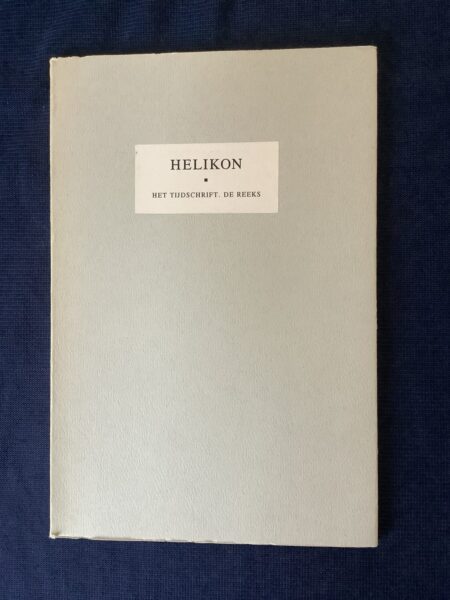 HELIKON
HET TIJDSCHRIFT. DE REEKS